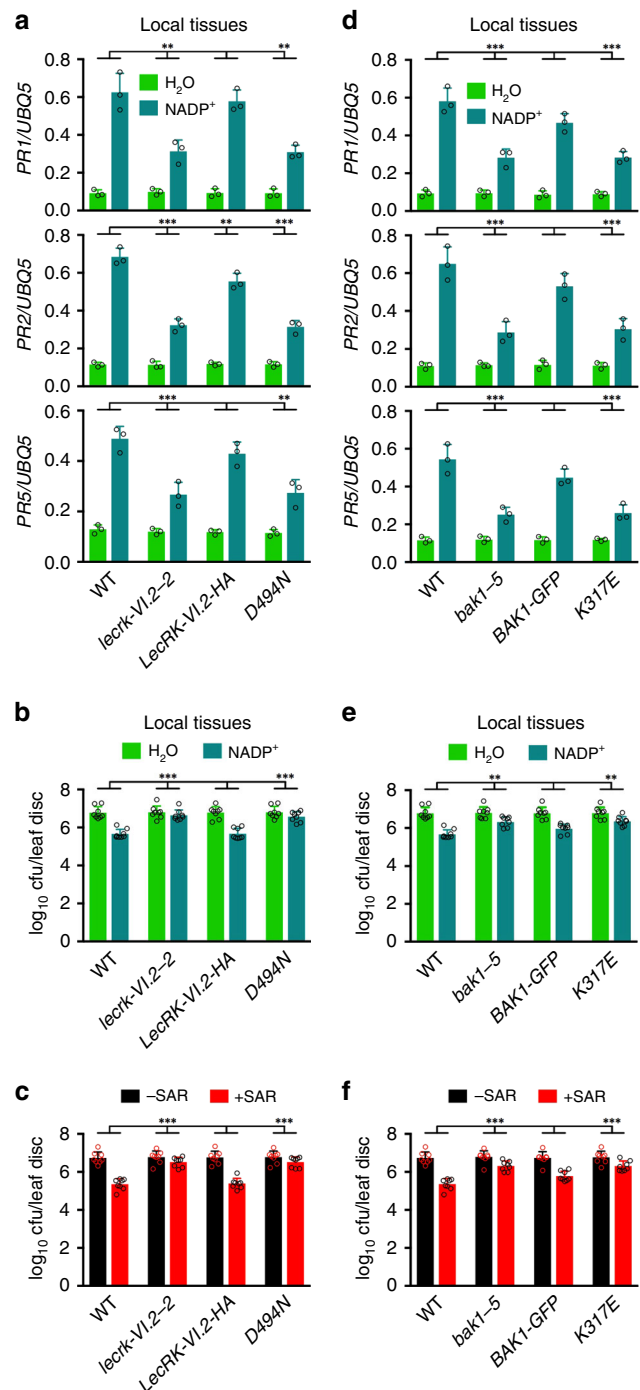 a
Local tissues
** **
0.8
0.6
0.4
0.2
0.0
PR1/UBQ5
H₂O
NADP⁺
*** ** ***
0.8
0.6
0.4
0.2
0.0
PR2/UBQ5
*** **
0.6
0.4
0.2
0.0
PR5/UBQ5
WT
lecrk-VI.2–2
LecRK-VI.2-HA
D494N
d
Local tissues
*** ***
0.8
0.6
0.4
0.2
0.0
PR1/UBQ5
H₂O
NADP⁺
*** ***
0.8
0.6
0.4
0.2
0.0
PR2/UBQ5
*** ***
0.6
0.4
0.2
0.0
PR5/UBQ5
WT
bak1–5
BAK1-GFP
K317E
b
Local tissues
H₂O NADP⁺
*** ***
8
6
4
2
0
log₁₀ cfu/leaf disc
WT
lecrk-VI.2–2
LecRK-VI.2-HA
D494N
e
Local tissues
H₂O NADP⁺
** **
8
6
4
2
0
log₁₀ cfu/leaf disc
WT
bak1–5
BAK1-GFP
K317E
c
–SAR +SAR
*** ***
8
6
4
2
0
log₁₀ cfu/leaf disc
WT
lecrk-VI.2–2
LecRK-VI.2-HA
D494N
f
–SAR +SAR
*** ***
8
6
4
2
0
log₁₀ cfu/leaf disc
WT
bak1–5
BAK1-GFP
K317E